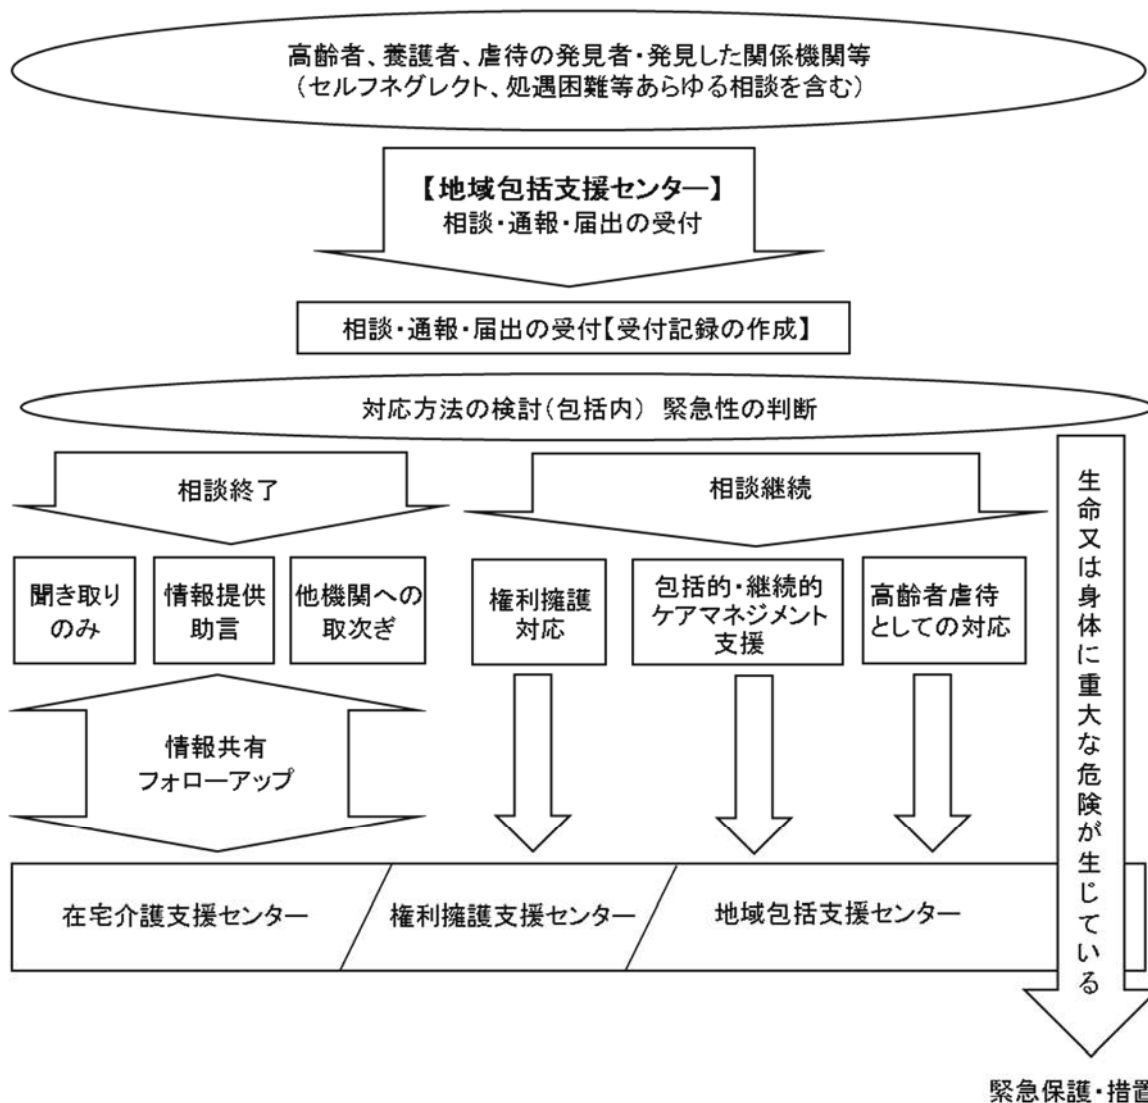 高齢者、養護者、虐待の発見者・発見した関係機関等
（セルフネグレクト、処遇困難等あらゆる相談を含む）
【地域包括支援センター】
相談・通報・届出の受付
相談・通報・届出の受付【受付記録の作成】
対応方法の検討（包括内） 緊急性の判断
相談終了
相談継続
聞き取り
のみ
情報提供
助言
他機関への
取次ぎ
権利擁護
対応
包括的・継続的
ケアマネジメント
支援
高齢者虐待
としての対応
生命又は身体に重大な危険が生じている
情報共有
フォローアップ
在宅介護支援センター
権利擁護支援センター
地域包括支援センター
緊急保護・措置